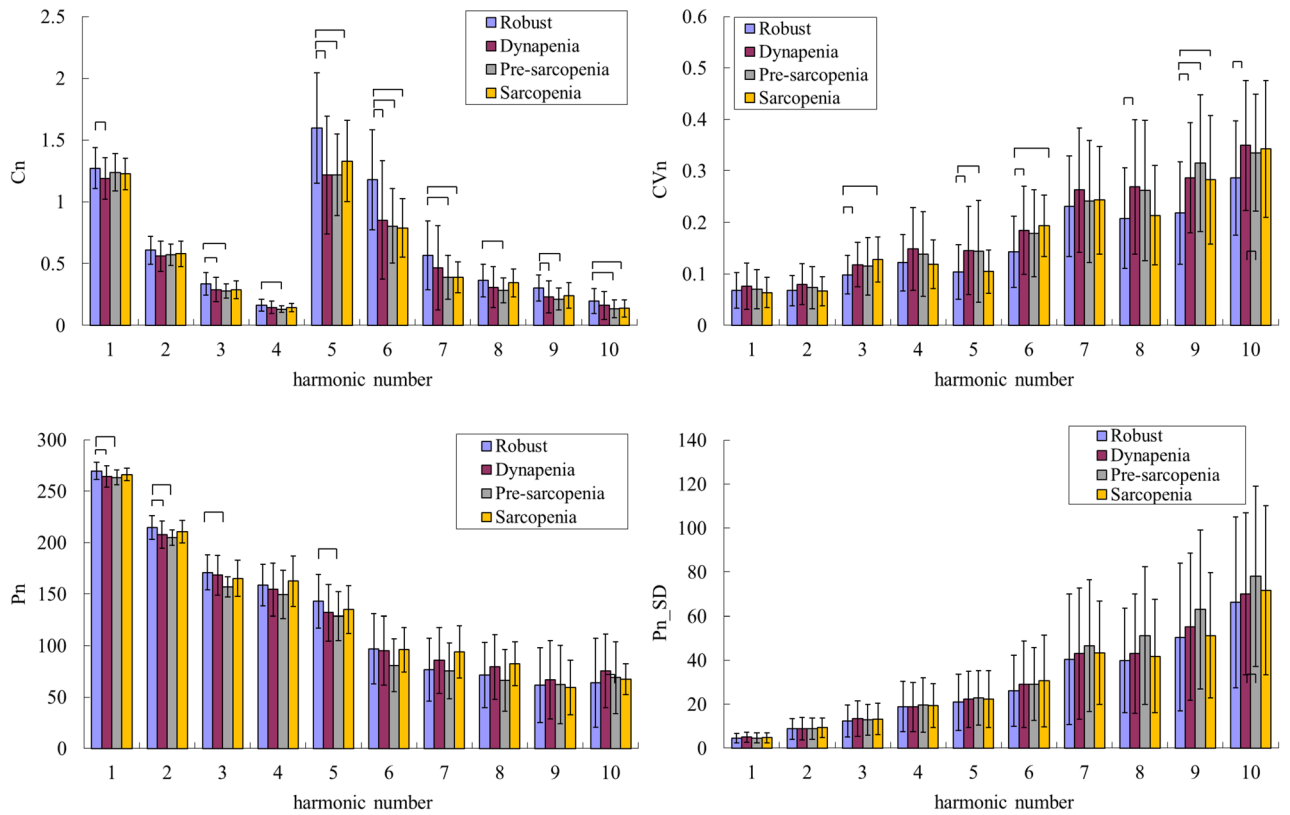 Cn
2.5
2
1.5
1
0.5
0
Robust
Dynapenia
Pre-sarcopenia
Sarcopenia
1 2 3 4 5 6 7 8 9 10
harmonic number
CVn
0.6
0.5
0.4
0.3
0.2
0.1
0
Robust
Dynapenia
Pre-sarcopenia
Sarcopenia
1 2 3 4 5 6 7 8 9 10
harmonic number
Pn
300
250
200
150
100
50
0
Robust
Dynapenia
Pre-sarcopenia
Sarcopenia
1 2 3 4 5 6 7 8 9 10
harmonic number
Pn_SD
140
120
100
80
60
40
20
0
Robust
Dynapenia
Pre-sarcopenia
Sarcopenia
1 2 3 4 5 6 7 8 9 10
harmonic number